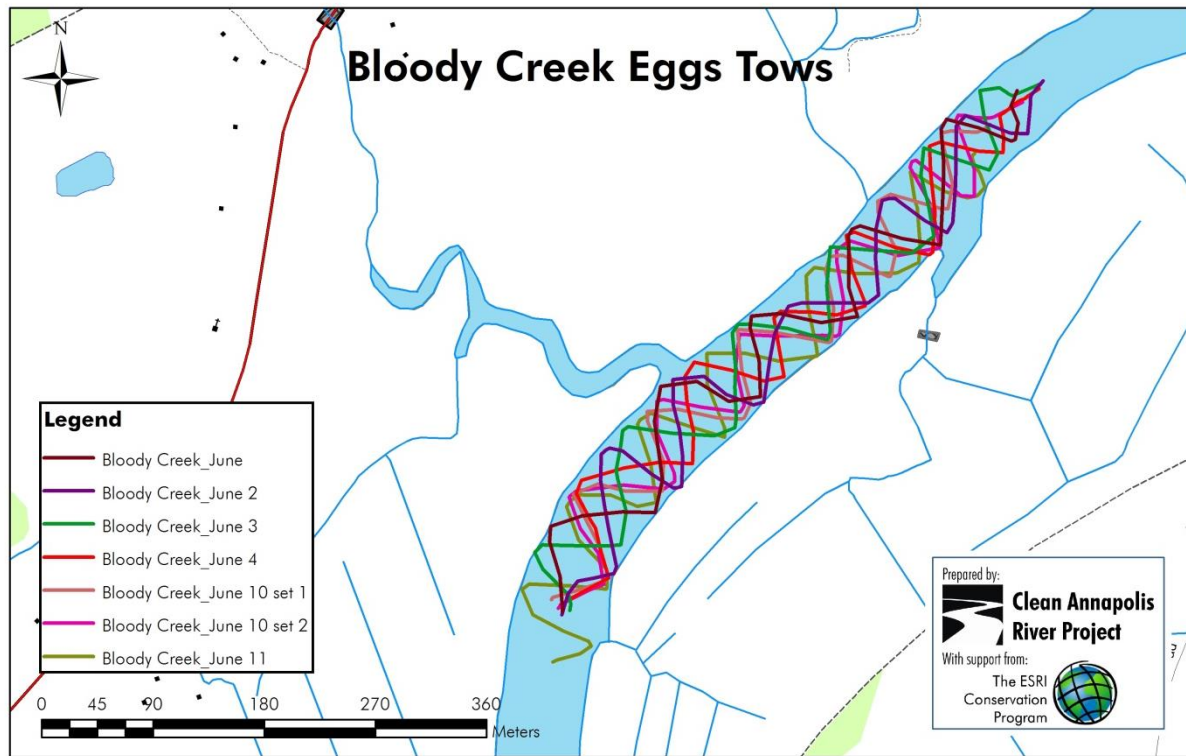 N
Bloody Creek Eggs Tows
Legend
Bloody Creek_June
Bloody Creek_June 2
Bloody Creek_June 3
Bloody Creek_June 4
Bloody Creek_June 10 set 1
Bloody Creek_June 10 set 2
Bloody Creek_June 11
0 45 90 180 270 360
Meters
Prepared by:
Clean Annapolis
River Project
With support from:
The ESRI
Conservation
Program